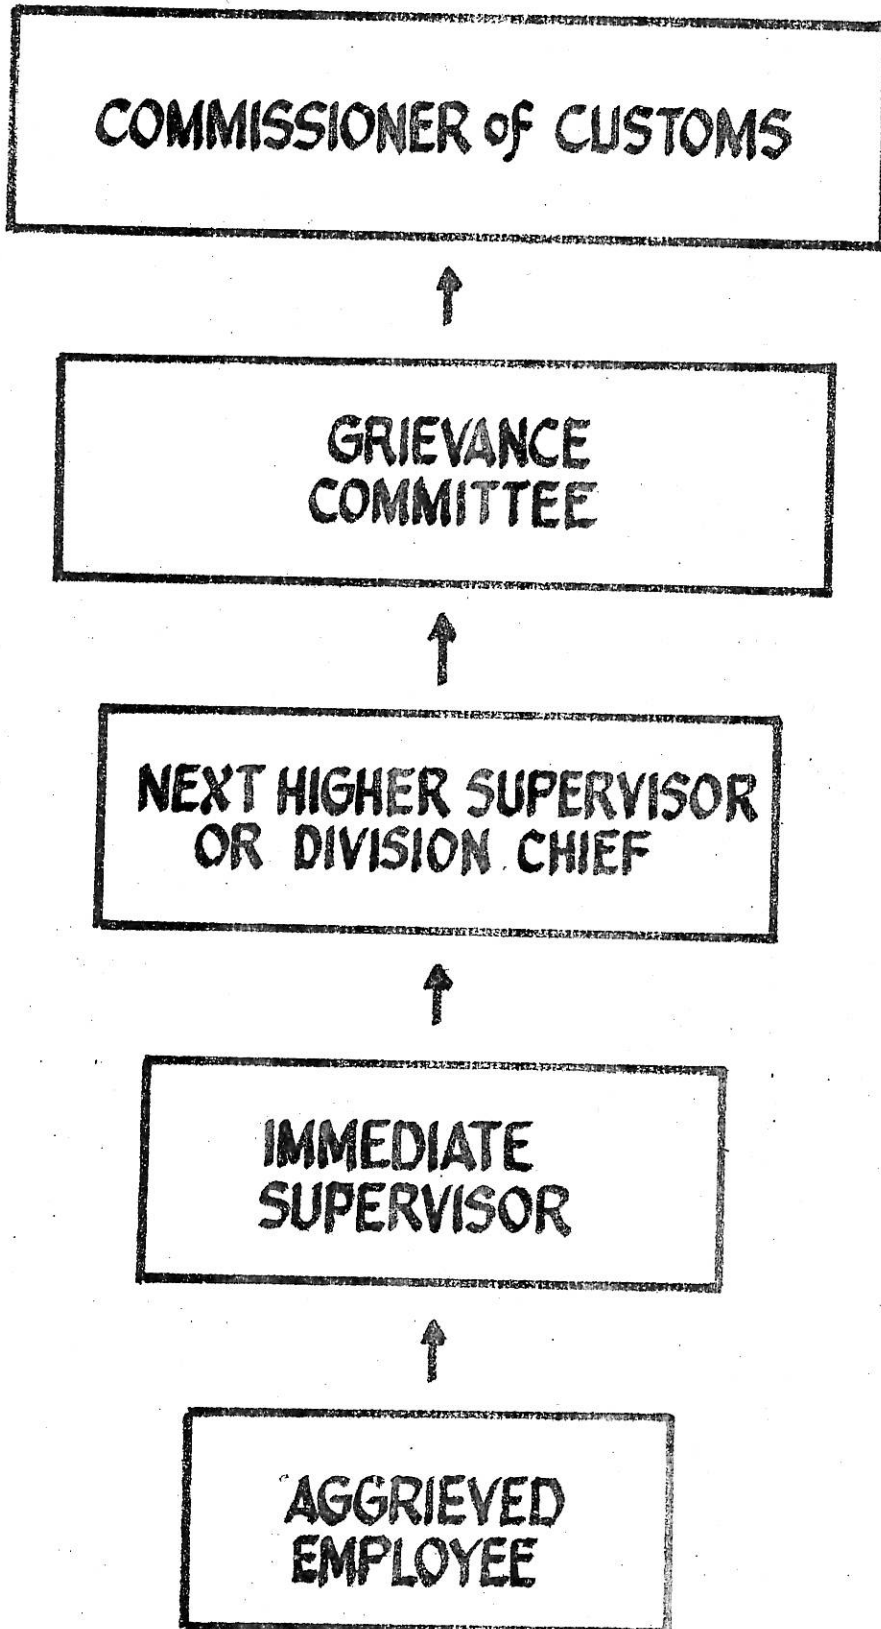 COMMISSIONER of CUSTOMS
GRIEVANCE
COMMITTEE
NEXT HIGHER SUPERVISOR
OR DIVISION CHIEF
IMMEDIATE
SUPERVISOR
AGGRIEVED
EMPLOYEE